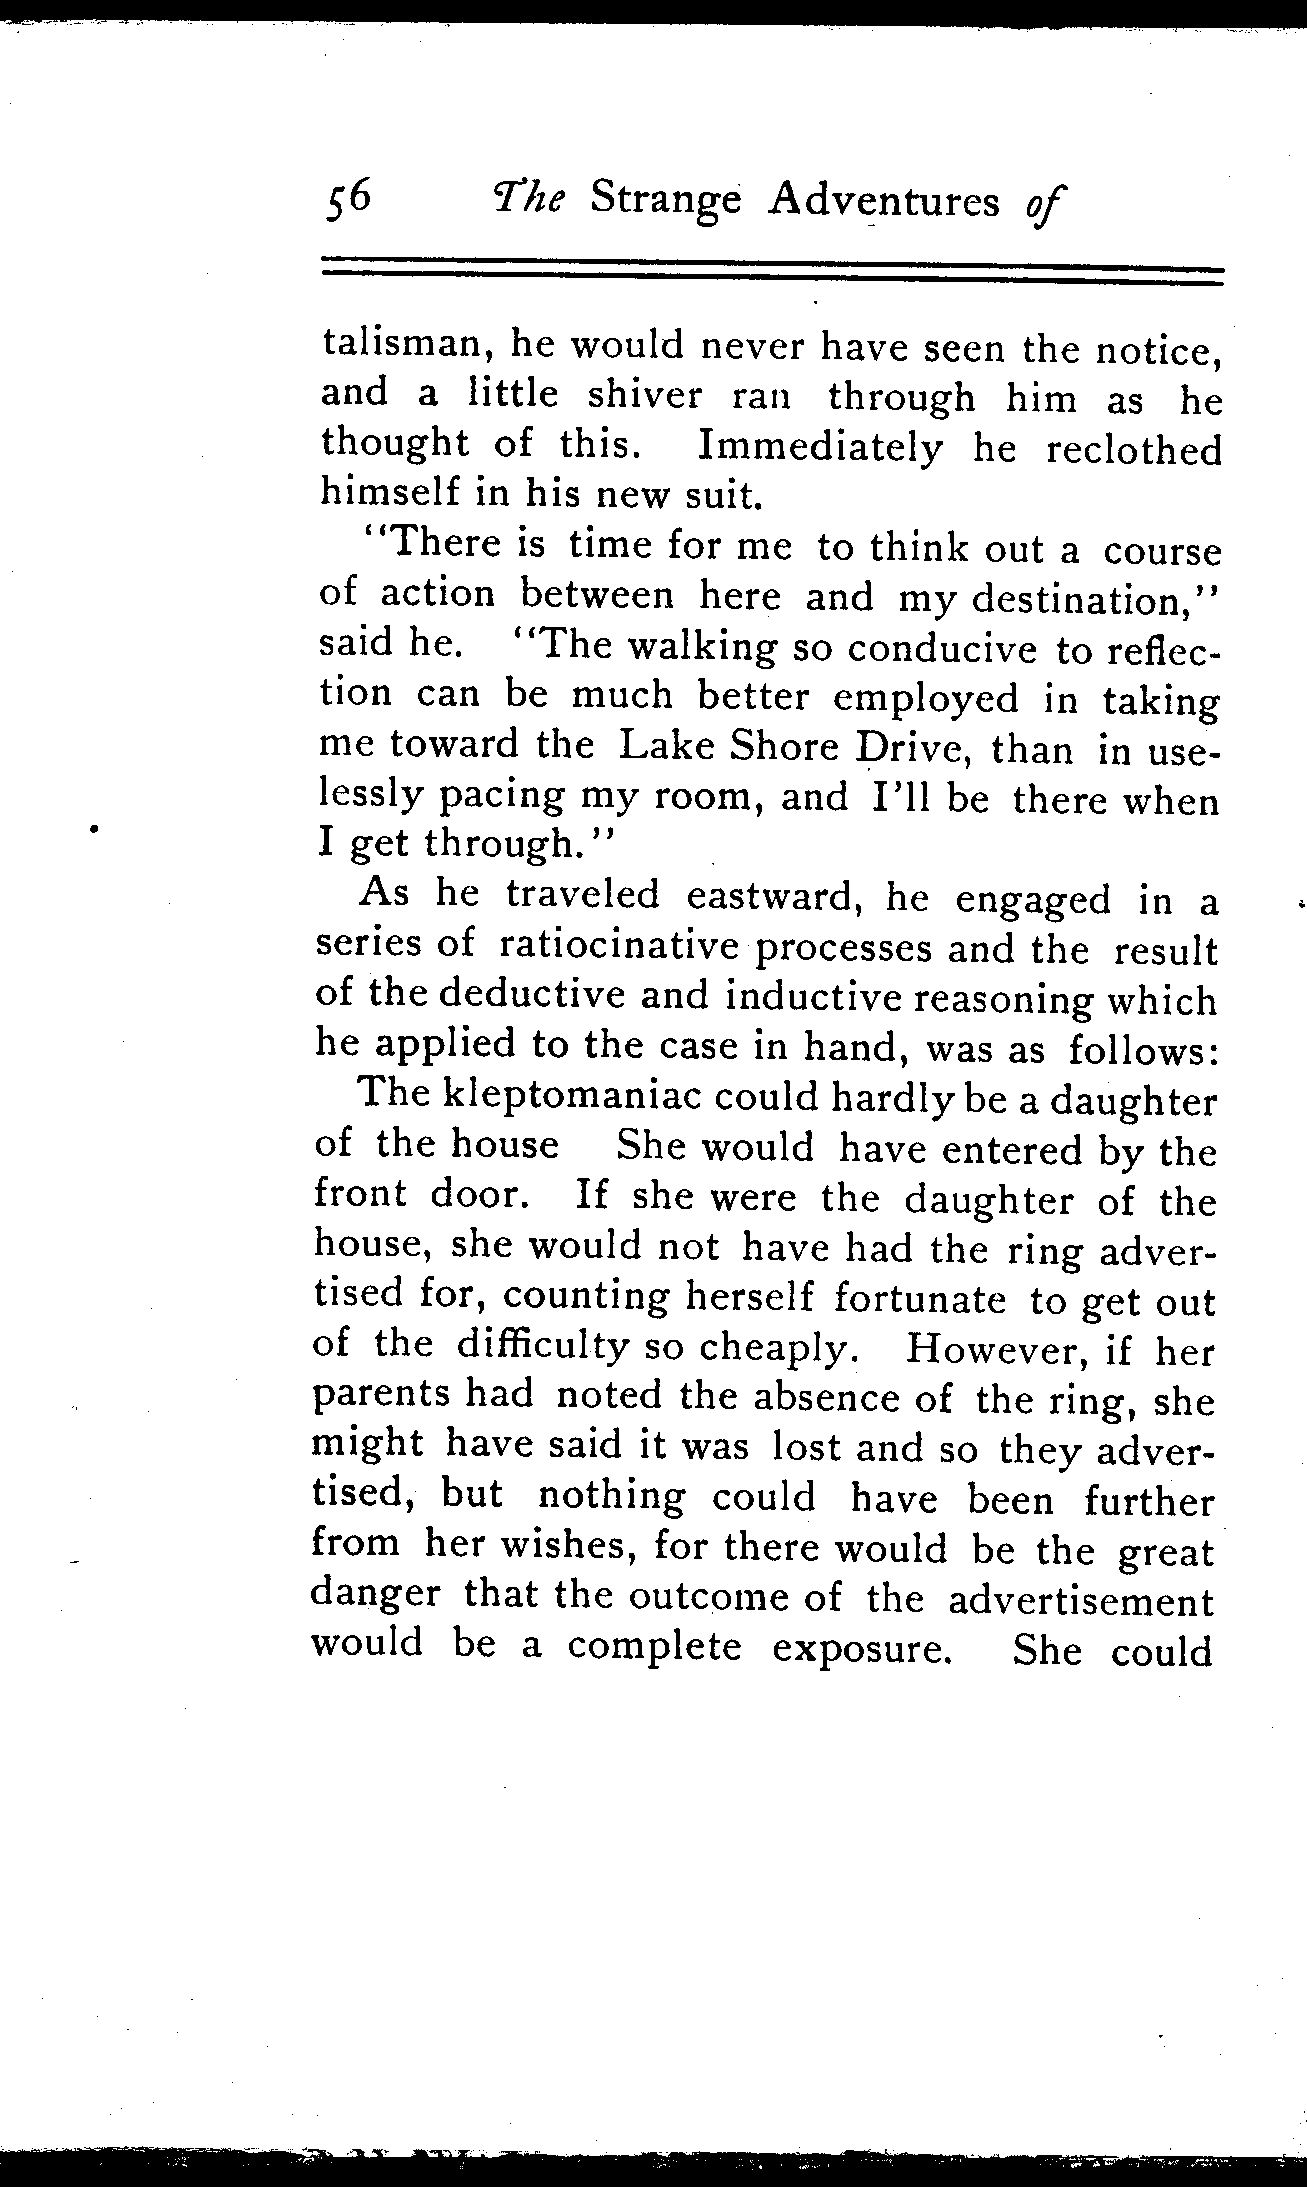 56 The Strange Adventures of
talisman, he would never have seen the notice,
and a little shiver ran through him as he
thought of this. Immediately he reclothed
himself in his new suit.
"There is time for me to think out a course
of action between here and my destination,"
said he. "The walking so conducive to reflec-
tion can be much better employed in taking
me toward the Lake Shore Drive, than in use-
lessly pacing my room, and I'll be there when
I get through."
As he traveled eastward, he engaged in a
series of ratiocinative processes and the result
of the deductive and inductive reasoning which
he applied to the case in hand, was as follows:
The kleptomaniac could hardly be a daughter
of the house She would have entered by the
front door. If she were the daughter of the
house, she would not have had the ring adver-
tised for, counting herself fortunate to get out
of the difficulty so cheaply. However, if her
parents had noted the absence of the ring, she
might have said it was lost and so they adver-
tised, but nothing could have been further
from her wishes, for there would be the great
danger that the outcome of the advertisement
would be a complete exposure. She could